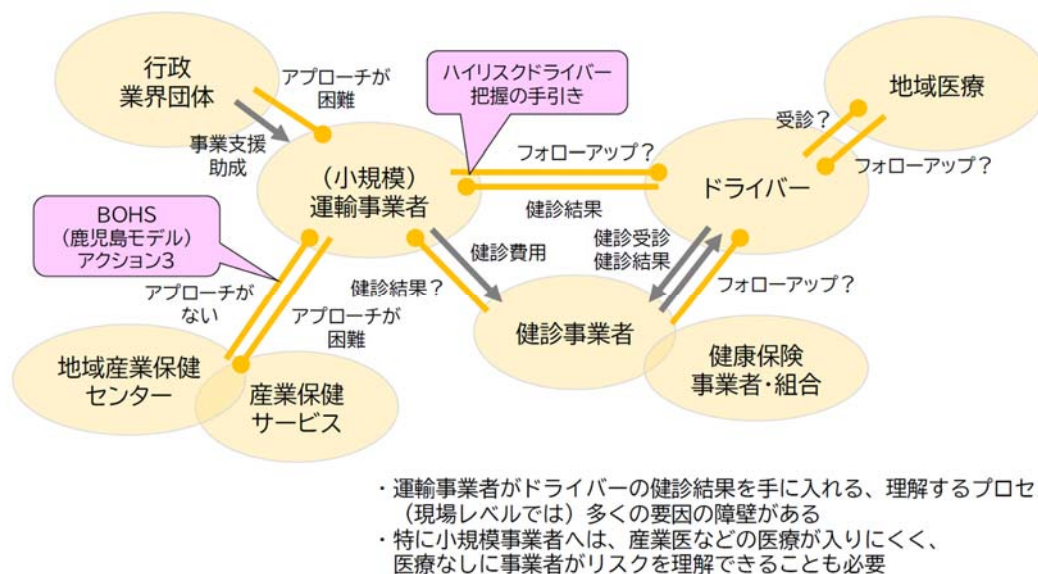 行政
業界団体
アプローチが
困難
事業支援
助成
ハイリスクドライバー
把握の手引き
地域医療
受診？
フォローアップ？
(小規模)
運輸事業者
フォローアップ？
健診結果
ドライバー
BOHS
(鹿児島モデル)
アクション3
アプローチが
ない
アプローチが
困難
健診結果？
健診費用
健診受診
健診結果
フォローアップ？
健診事業者
健康保険
事業者・組合
地域産業保健
センター
産業保健
サービス
・運輸事業者がドライバーの健診結果を手に入れる、理解するプロセ
(現場レベルでは) 多くの要因の障壁がある
・特に小規模事業者へは、産業医などの医療が入りにくく、
医療なしに事業者がリスクを理解できることも必要